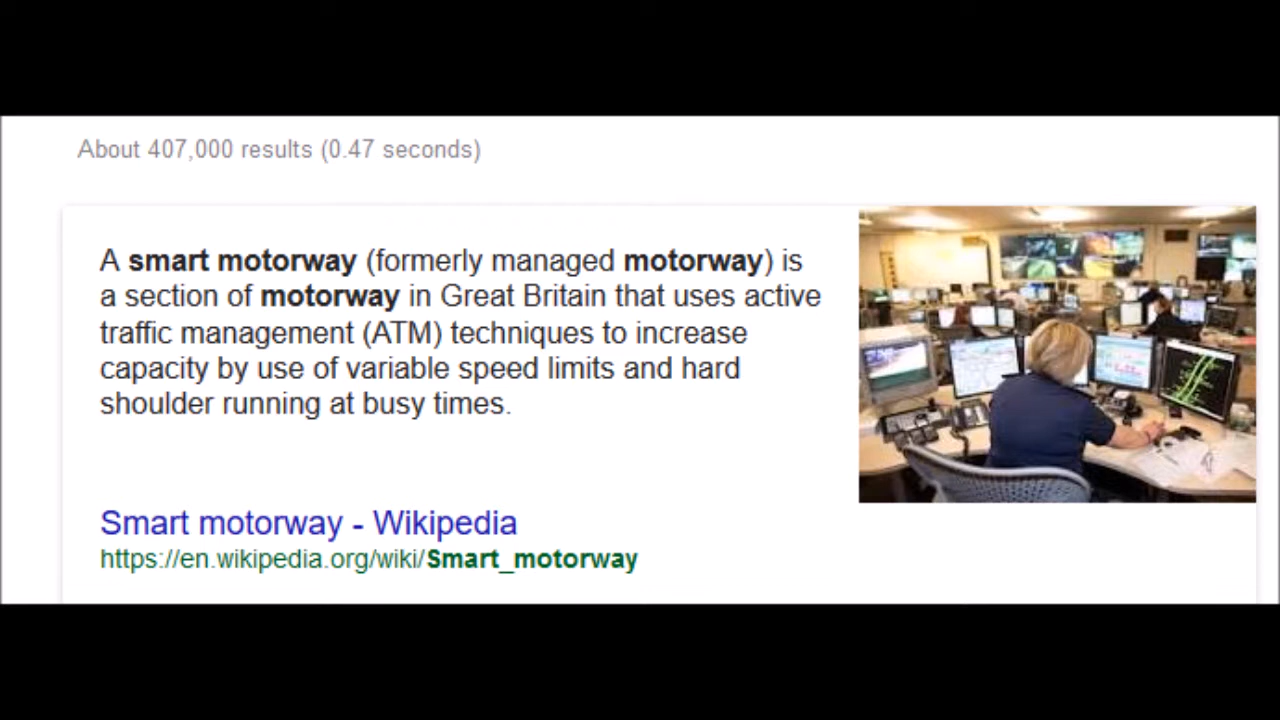 About 407,000 results (0.47 seconds)
A smart motorway (formerly managed motorway) is
a section of motorway in Great Britain that uses active
traffic management (ATM) techniques to increase
capacity by use of variable speed limits and hard
shoulder running at busy times.
Smart motorway - Wikipedia
https://en.wikipedia.org/wiki/Smart_motorway